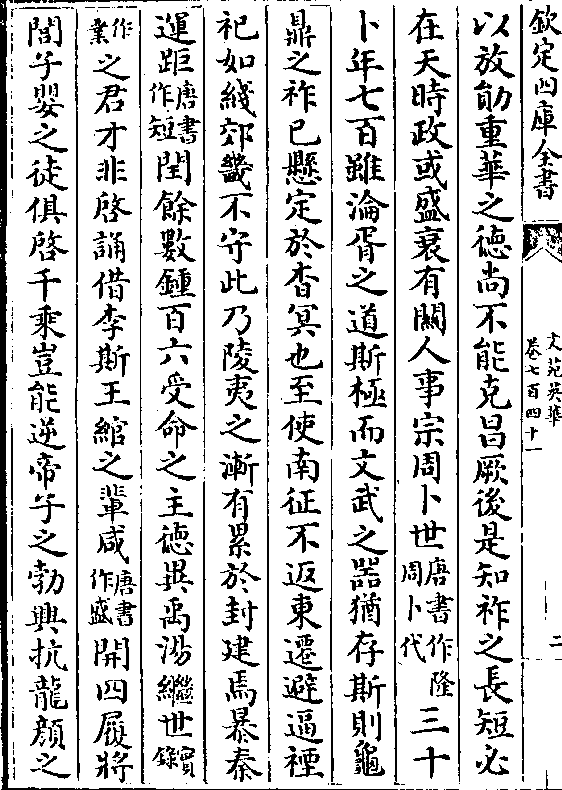 欽定四庫全書
文苑英華
卷七百四十一
二
以放勛重華之德尚不能克昌厥後是知祚之長短必
在天時政或盛衰有關人事宗周卜世唐書作隆周卜代三十
卜年七百雖淪胥之道斯極而文武之器猶存斯則龜
鼎之祚已懸定於杳冥也至使南征不返東遷避逼禋
祀如綫郊畿不守此乃陵夷之漸有累於封建焉暴秦
運距唐書作短閏餘數鍾百六受命之主德異禹湯繼世實錄
作業之君才非啓誦借李斯王綰之輩咸唐書作盛開四履將
閭子嬰之徒俱啓千乘豈能逆帝子之勃興抗龍顏之